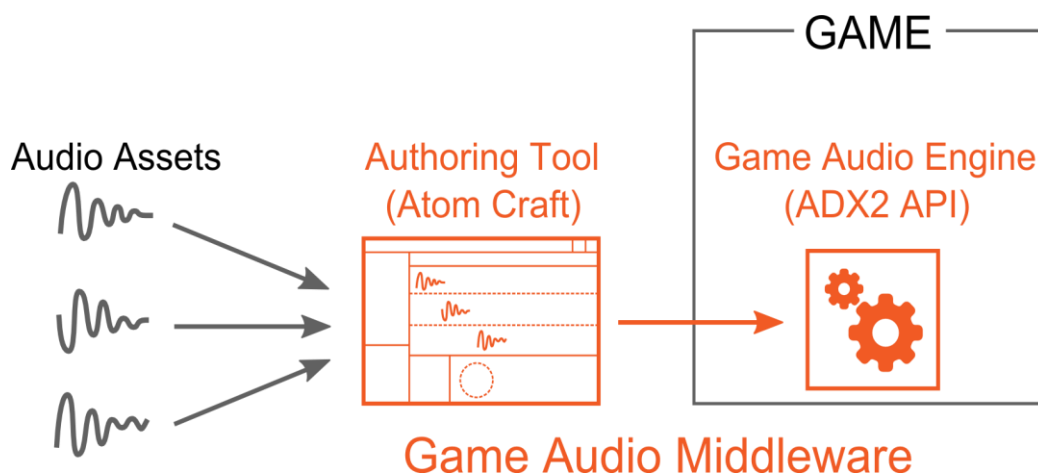 GAME
Audio Assets
Authoring Tool
(Atom Craft)
Game Audio Engine
(ADX2 API)
Game Audio Middleware